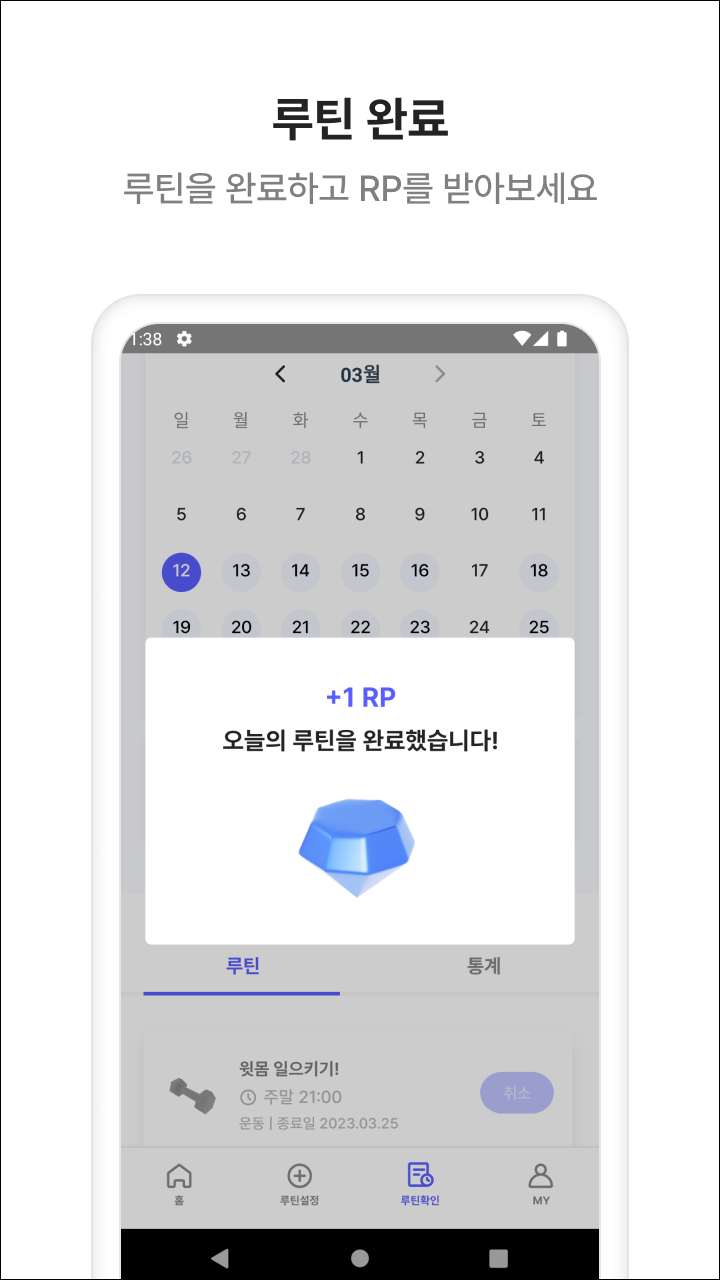 루틴 완료
루틴을 완료하고 RP를 받아보세요
1:38
03월
일 월 화 수 목 금 토
26 27 28 1 2 3 4
5 6 7 8 9 10 11
12 13 14 15 16 17 18
19 20 21 22 23 24 25
+1 RP
오늘의 루틴을 완료했습니다!
루틴 통계
윗몸 일으키기!
주말 21:00
취소
운동 | 종료일 2023.03.25
홈 루틴설정 루틴확인 MY